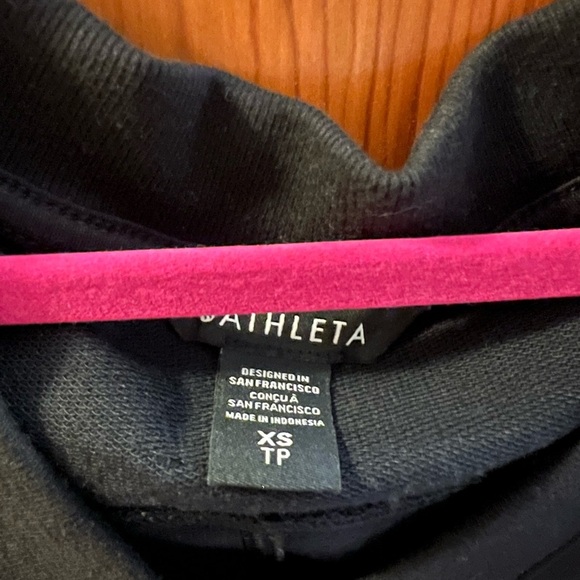 ATHLETA
DESIGNED IN
SAN FRANCISCO
CONÇU À
SAN FRANCISCO
MADE IN INDONESIA
XS
TP